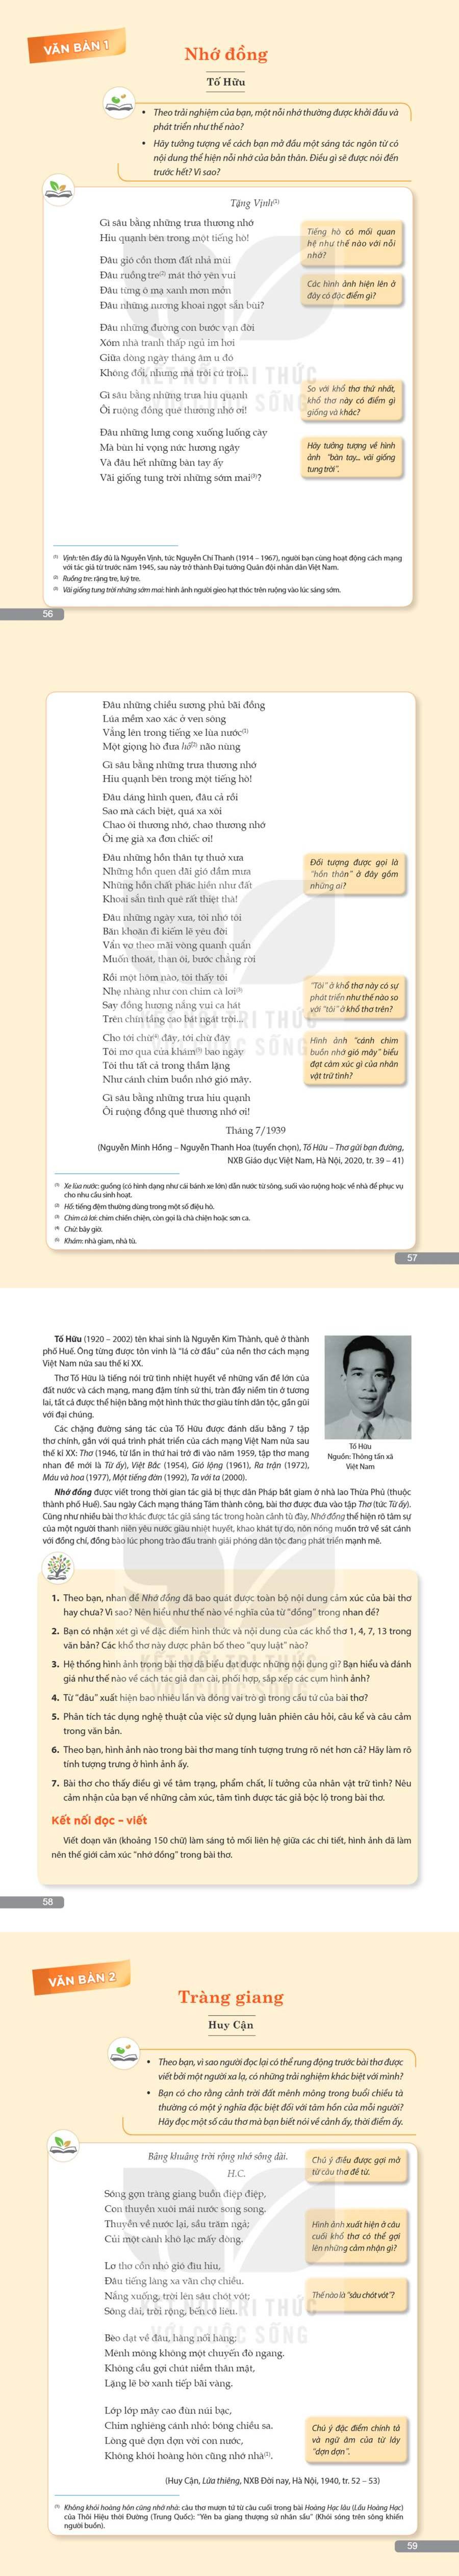 VĂN BẢN 1
Nhớ đồng
Tố Hữu
• Theo trải nghiệm của bạn, một nỗi nhớ thường được khởi đầu và
phát triển như thế nào?
• Hãy tưởng tượng về cách bạn mở đầu một sáng tác ngôn từ có
nội dung thể hiện nỗi nhớ của bản thân. Điều gì sẽ được nói đến
trước hết? Vì sao?
Tặng Vịnh(1)
Gì sâu bằng những trưa thương nhớ
Hiu quạnh bên trong một tiếng hò!
Tiếng hò có mối quan
hệ như thế nào với nỗi
nhớ?
Đâu gió cồn thơm đất nhả mùi
Đâu ruồng tre(2) mát thở yên vui
Đâu từng ô mạ xanh mơn mởn
Đâu những nương khoai ngọt sắn bùi?
Các hình ảnh hiện lên ở
đây có đặc điểm gì?
Đâu những đường con bước vạn đời
Xóm nhà tranh thấp ngủ im hơi
Giữa dòng ngày tháng âm u đó
Không đổi, nhưng mà trôi cứ trôi...
Gì sâu bằng những trưa hiu quạnh
Ôi ruộng đồng quê thương nhớ ơi!
So với khổ thơ thứ nhất,
khổ thơ này có điểm gì
giống và khác?
Đâu những lưng cong xuống luống cày
Mà bùn hi vọng nức hương ngây
Và đâu hết những bàn tay ấy
Vãi giống tung trời những sớm mai(3)?
Hãy tưởng tượng về hình
ảnh "bàn tay... vãi giống
tung trời".
(1) Vịnh: tên đầy đủ là Nguyễn Vịnh, tức Nguyễn Chí Thanh (1914 – 1967), người bạn cùng hoạt động cách mạng
với tác giả từ trước năm 1945, sau này trở thành Đại tướng Quân đội nhân dân Việt Nam.
(2) Ruồng tre: rặng tre, luỹ tre.
(3) Vãi giống tung trời những sớm mai: hình ảnh người gieo hạt thóc trên ruộng vào lúc sáng sớm.
56
Đâu những chiều sương phủ bãi đồng
Lúa mềm xao xác ở ven sông
Vẳng lên trong tiếng xe lùa nước(1)
Một giọng hò đưa hố(2) não nùng
Gì sâu bằng những trưa thương nhớ
Hiu quạnh bên trong một tiếng hò!
Đâu dáng hình quen, đâu cả rồi
Sao mà cách biệt, quá xa xôi
Chao ôi thương nhớ, chao thương nhớ
Ôi mẹ già xa đơn chiếc ơi!
Đâu những hồn thân tự thuở xưa
Những hồn quen dãi gió dầm mưa
Những hồn chất phác hiền như đất
Khoai sắn tình quê rất thiệt thà!
Đối tượng được gọi là
"hồn thân" ở đây gồm
những ai?
Đâu những ngày xưa, tôi nhớ tôi
Băn khoăn đi kiếm lẽ yêu đời
Vẩn vơ theo mãi vòng quanh quẩn
Muốn thoát, than ôi, bước chẳng rời
Rồi một hôm nào, tôi thấy tôi
Nhẹ nhàng như con chim cà lơi(3)
Say đồng hương nắng vui ca hát
Trên chín tầng cao bát ngát trời...
"Tôi" ở khổ thơ này có sự
phát triển như thế nào so
với "tôi" ở khổ thơ trên?
Cho tới chừ(4) đây, tới chừ đây
Tôi mơ qua cửa khám(5) bao ngày
Tôi thu tất cả trong thầm lặng
Như cánh chim buồn nhớ gió mây.
Hình ảnh "cánh chim
buồn nhớ gió mây" biểu
đạt cảm xúc gì của nhân
vật trữ tình?
Gì sâu bằng những trưa hiu quạnh
Ôi ruộng đồng quê thương nhớ ơi!
Tháng 7/1939
(Nguyễn Minh Hồng – Nguyễn Thanh Hoa (tuyển chọn), Tố Hữu – Thơ gửi bạn đường,
NXB Giáo dục Việt Nam, Hà Nội, 2020, tr. 39 – 41)
(1) Xe lùa nước: guồng (có hình dạng như cái bánh xe lớn) dẫn nước từ sông, suối vào ruộng hoặc về nhà để phục vụ
cho nhu cầu sinh hoạt.
(2) Hố: tiếng đệm thường dùng trong một số điệu hò.
(3) Chim cà lơi: chim chiền chiện, còn gọi là chà chiện hoặc sơn ca.
(4) Chừ: bây giờ.
(5) Khám: nhà giam, nhà tù.
57
Tố Hữu (1920 – 2002) tên khai sinh là Nguyễn Kim Thành, quê ở thành
phố Huế. Ông từng được tôn vinh là "lá cờ đầu" của nền thơ cách mạng
Việt Nam nửa sau thế kỉ XX.
Thơ Tố Hữu là tiếng nói trữ tình nhiệt huyết về những vấn đề lớn của
đất nước và cách mạng, mang đậm tính sử thi, tràn đầy niềm tin ở tương
lai, tất cả được thể hiện bằng một hình thức thơ giàu tính dân tộc, gần gũi
với đại chúng.
Các chặng đường sáng tác của Tố Hữu được đánh dấu bằng 7 tập
thơ chính, gắn với quá trình phát triển của cách mạng Việt Nam nửa sau
thế kỉ XX: Thơ (1946, từ lần in thứ hai trở đi vào năm 1959, tập thơ mang
nhan đề mới là Từ ấy), Việt Bắc (1954), Gió lộng (1961), Ra trận (1972),
Máu và hoa (1977), Một tiếng đờn (1992), Ta với ta (2000).
Tố Hữu
Nguồn: Thông tấn xã
Việt Nam
Nhớ đồng được viết trong thời gian tác giả bị thực dân Pháp bắt giam ở nhà lao Thừa Phủ (thuộc
thành phố Huế). Sau ngày Cách mạng tháng Tám thành công, bài thơ được đưa vào tập Thơ (tức Từ ấy).
Cũng như nhiều bài thơ khác được tác giả sáng tác trong hoàn cảnh tù đày, Nhớ đồng thể hiện rõ tâm sự
của một người thanh niên yêu nước giàu nhiệt huyết, khao khát tự do, nôn nóng muốn trở về sát cánh
với đồng chí, đồng bào lúc phong trào đấu tranh giải phóng dân tộc đang phát triển mạnh mẽ.
1. Theo bạn, nhan đề Nhớ đồng đã bao quát được toàn bộ nội dung cảm xúc của bài thơ
hay chưa? Vì sao? Nên hiểu như thế nào về nghĩa của từ "đồng" trong nhan đề?
2. Bạn có nhận xét gì về đặc điểm hình thức và nội dung của các khổ thơ 1, 4, 7, 13 trong
văn bản? Các khổ thơ này được phân bố theo "quy luật" nào?
3. Hệ thống hình ảnh trong bài thơ đã biểu đạt được những nội dung gì? Bạn hiểu và đánh
giá như thế nào về cách tác giả đan cài, phối hợp, sắp xếp các cụm hình ảnh?
4. Từ "đâu" xuất hiện bao nhiêu lần và đóng vai trò gì trong cấu tứ của bài thơ?
5. Phân tích tác dụng nghệ thuật của việc sử dụng luân phiên câu hỏi, câu kể và câu cảm
trong văn bản.
6. Theo bạn, hình ảnh nào trong bài thơ mang tính tượng trưng rõ nét hơn cả? Hãy làm rõ
tính tượng trưng ở hình ảnh ấy.
7. Bài thơ cho thấy điều gì về tâm trạng, phẩm chất, lí tưởng của nhân vật trữ tình? Nêu
cảm nhận của bạn về những cảm xúc, tâm tình được tác giả bộc lộ trong bài thơ.
Kết nối đọc – viết
Viết đoạn văn (khoảng 150 chữ) làm sáng tỏ mối liên hệ giữa các chi tiết, hình ảnh đã làm
nên thế giới cảm xúc "nhớ đồng" trong bài thơ.
58
VĂN BẢN 2
Tràng giang
Huy Cận
• Theo bạn, vì sao người đọc lại có thể rung động trước bài thơ được
viết bởi một người xa lạ, có những trải nghiệm khác biệt với mình?
• Bạn có cho rằng cảnh trời đất mênh mông trong buổi chiều tà
thường có một ý nghĩa đặc biệt đối với tâm hồn của mỗi người?
Hãy đọc một số câu thơ mà bạn biết nói về cảnh ấy, thời điểm ấy.
Bâng khuâng trời rộng nhớ sông dài.
H.C.
Chú ý điều được gợi mở
từ câu thơ đề từ.
Sóng gợn tràng giang buồn điệp điệp,
Con thuyền xuôi mái nước song song.
Thuyền về nước lại, sầu trăm ngả;
Củi một cành khô lạc mấy dòng.
Hình ảnh xuất hiện ở câu
cuối khổ thơ có thể gợi
lên những cảm nhận gì?
Lơ thơ cồn nhỏ gió đìu hiu,
Đâu tiếng làng xa vãn chợ chiều.
Nắng xuống, trời lên sâu chót vót;
Sông dài, trời rộng, bến cô liêu.
Thế nào là "sâu chót vót"?
Bèo dạt về đâu, hàng nối hàng;
Mênh mông không một chuyến đò ngang.
Không cầu gợi chút niềm thân mật,
Lặng lẽ bờ xanh tiếp bãi vàng.
Lớp lớp mây cao đùn núi bạc,
Chim nghiêng cánh nhỏ: bóng chiều sa.
Lòng quê dợn dợn vời con nước,
Không khói hoàng hôn cũng nhớ nhà(1).
Chú ý đặc điểm chính tả
và ngữ âm của từ láy
"dợn dợn".
(Huy Cận, Lửa thiêng, NXB Đời nay, Hà Nội, 1940, tr. 52 – 53)
(1) Không khói hoàng hôn cũng nhớ nhà: câu thơ mượn tứ từ câu cuối trong bài Hoàng Hạc lâu (Lầu Hoàng Hạc)
của Thôi Hiệu thời Đường (Trung Quốc): "Yên ba giang thượng sử nhân sầu" (Khói sóng trên sông khiến
người buồn).
59
KẾT NỐI TRI THỨC
VỚI CUỘC SỐNG